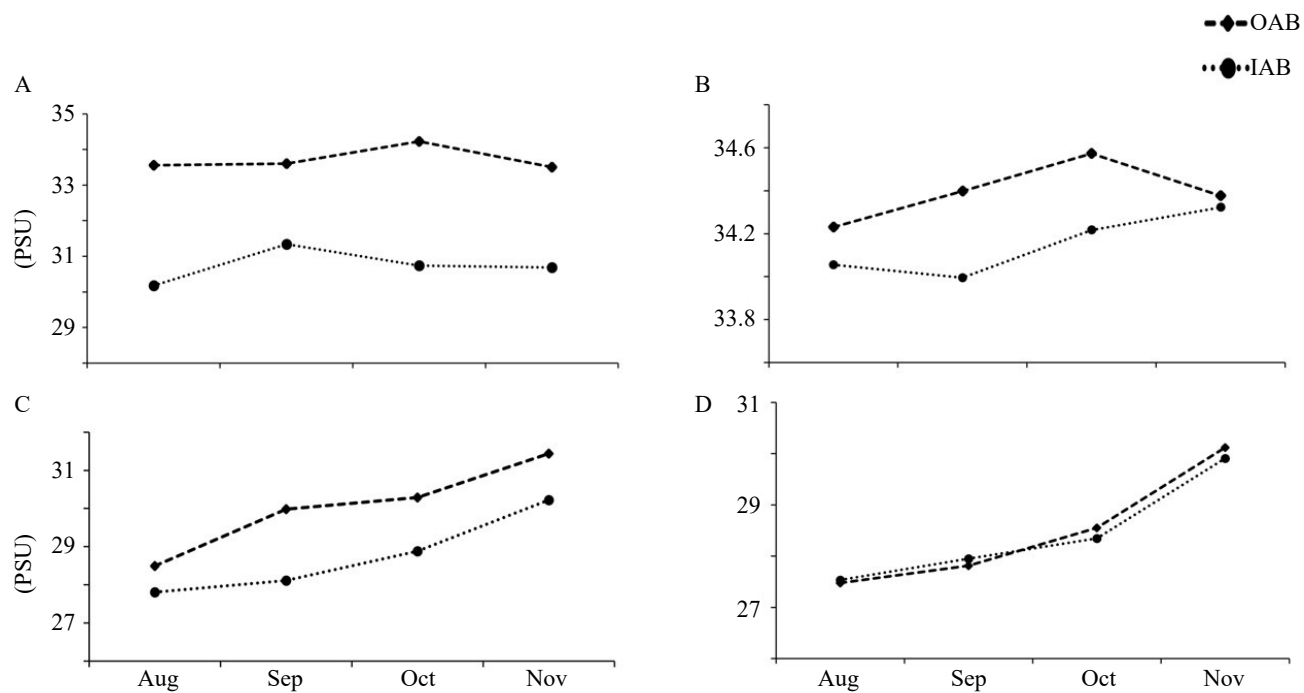 OAB
IAB
A
35
33
31
29
(PSU)
B
34.6
34.2
33.8
C
31
29
27
(PSU)
Aug Sep Oct Nov
D
31
29
27
Aug Sep Oct Nov